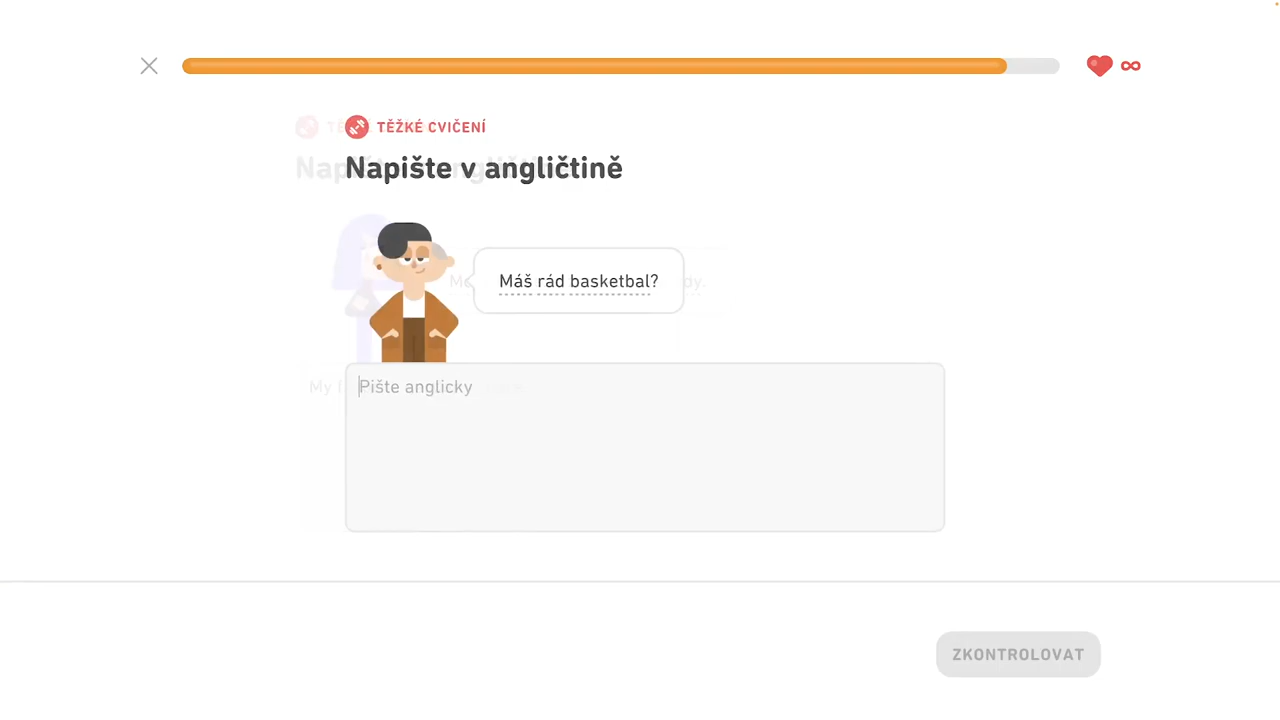 TĚŽKÉ CVIČENÍ
Napište v angličtině
Máš rád basketbal?
Pište anglicky
ZKONTROLOVAT